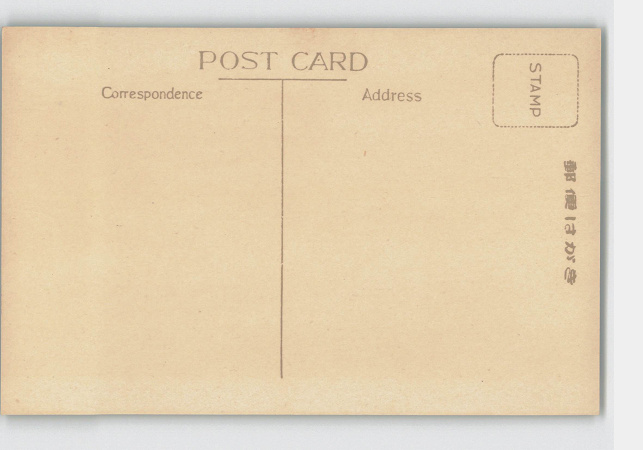 POST CARD
Correspondence
Address
STAMP
郵便はがき